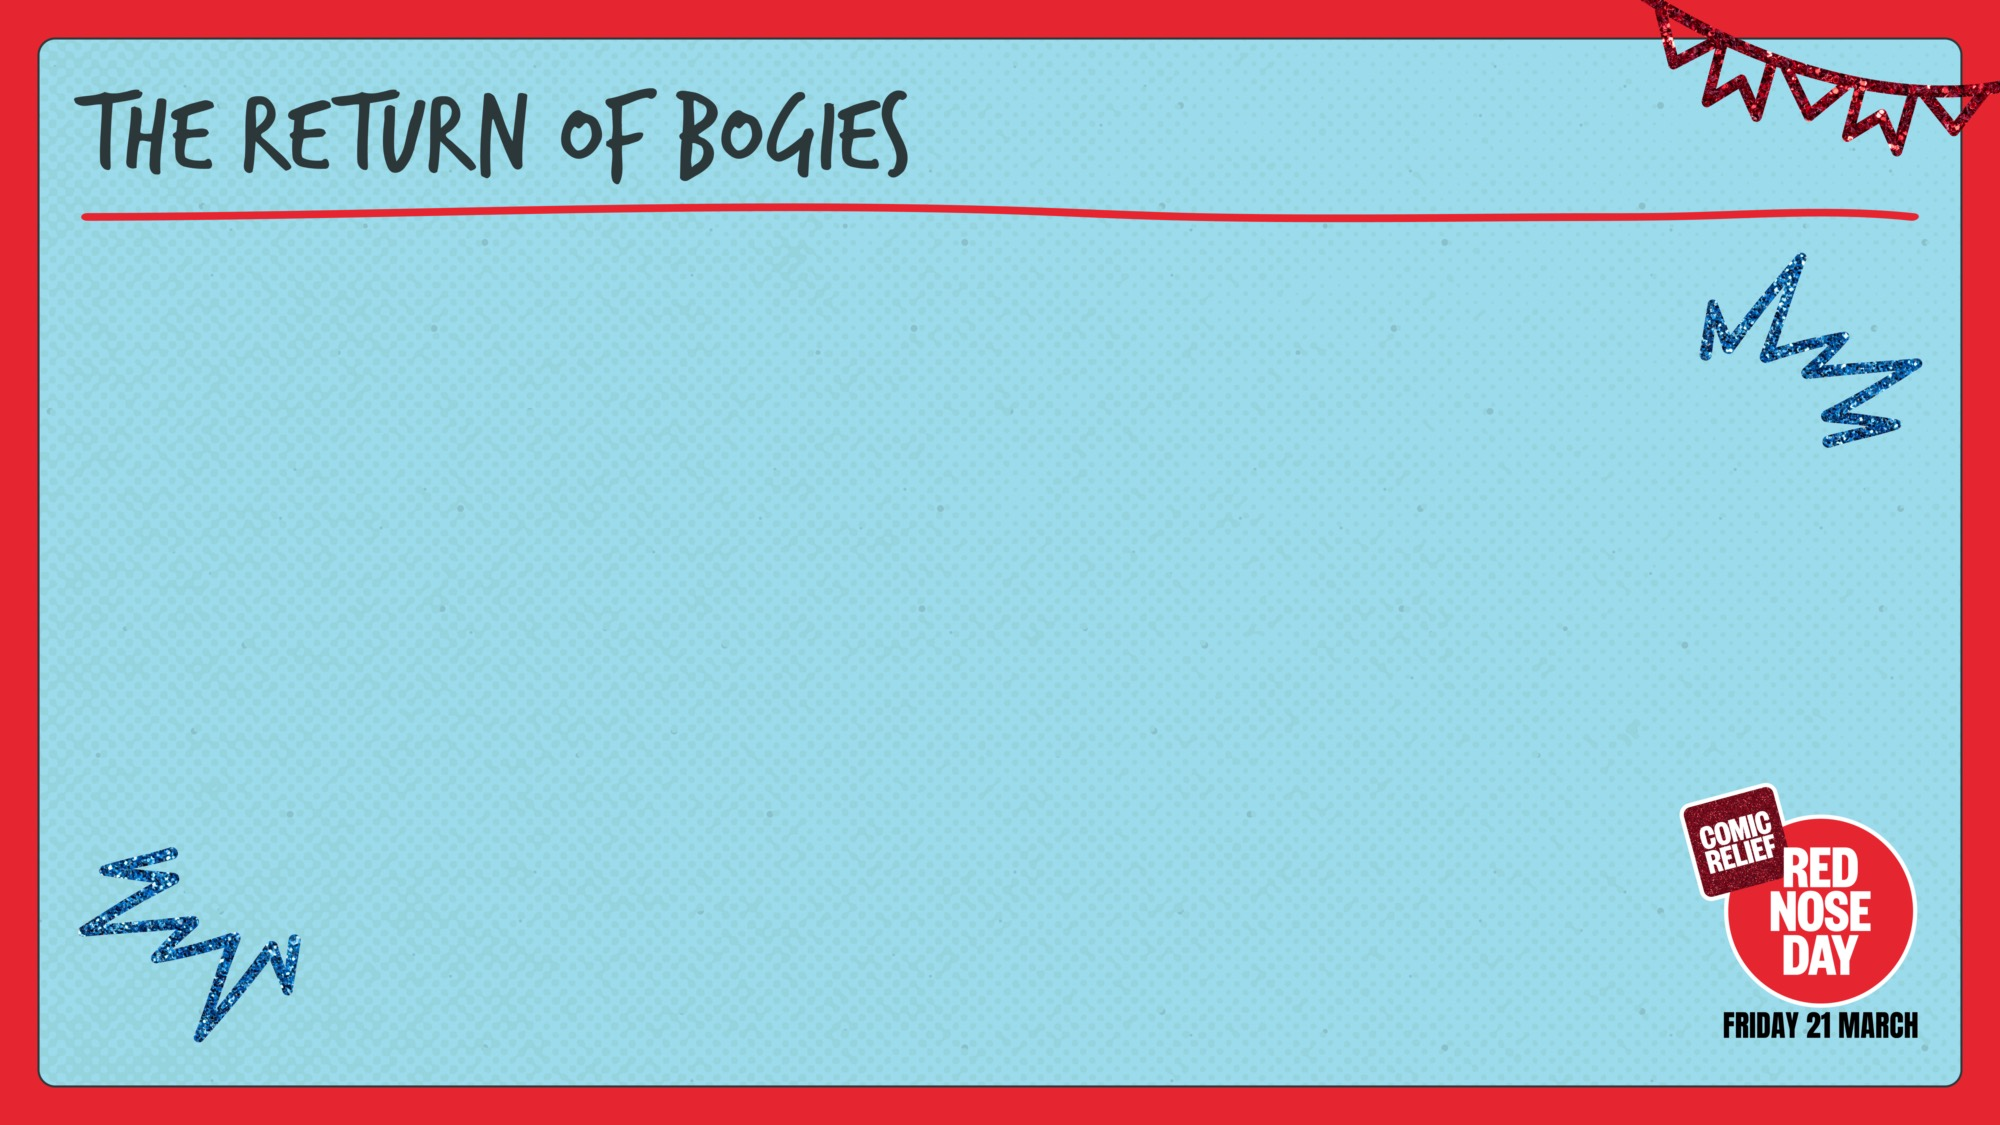 THE RETURN OF BOGIES
COMIC
RELIEF
RED
NOSE
DAY
FRIDAY 21 MARCH